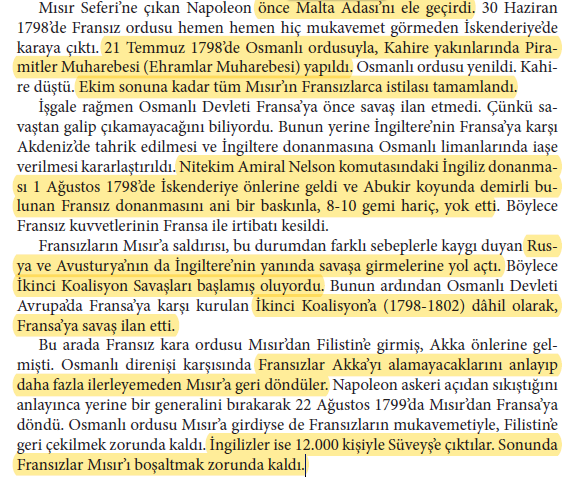 Mısır Seferi'ne çıkan Napoleon önce Malta Adası'nı ele geçirdi. 30 Haziran
1798'de Fransız ordusu hemen hemen hiç mukavemet görmeden İskenderiye'de
karaya çıktı. 21 Temmuz 1798'de Osmanlı ordusuyla, Kahire yakınlarında Pira-
mitler Muharebesi (Ehramlar Muharebesi) yapıldı. Osmanlı ordusu yenildi. Kahi-
re düştü. Ekim sonuna kadar tüm Mısır'ın Fransızlarca istilası tamamlandı.
İşgale rağmen Osmanlı Devleti Fransa'ya önce savaş ilan etmedi. Çünkü sa-
vaştan galip çıkamayacağını biliyordu. Bunun yerine İngiltere'nin Fransa'ya karşı
Akdeniz'de tahrik edilmesi ve İngiltere donanmasına Osmanlı limanlarında iaşe
verilmesi kararlaştırıldı. Nitekim Amiral Nelson komutasındaki İngiliz donanma-
sı 1 Ağustos 1798'de İskenderiye önlerine geldi ve Abukir koyunda demirli bu-
lunan Fransız donanmasını ani bir baskınla, 8-10 gemi hariç, yok etti. Böylece
Fransız kuvvetlerinin Fransa ile irtibatı kesildi.
Fransızların Mısır'a saldırısı, bu durumdan farklı sebeplerle kaygı duyan Rus-
ya ve Avusturya'nın da İngiltere'nin yanında savaşa girmelerine yol açtı. Böylece
İkinci Koalisyon Savaşları başlamış oluyordu. Bunun ardından Osmanlı Devleti
Avrupa'da Fransa'ya karşı kurulan İkinci Koalisyon'a (1798-1802) dâhil olarak,
Fransa'ya savaş ilan etti.
Bu arada Fransız kara ordusu Mısır'dan Filistin'e girmiş, Akka önlerine gel-
mişti. Osmanlı direnişi karşısında Fransızlar Akka'yı alamayacaklarını anlayıp
daha fazla ilerleyemeden Mısır'a geri döndüler. Napoleon askeri açıdan sıkıştığını
anlayınca yerine bir generalini bırakarak 22 Ağustos 1799'da Mısır'dan Fransa'ya
döndü. Osmanlı ordusu Mısır'a girdiyse de Fransızların mukavemetiyle, Filistin'e
geri çekilmek zorunda kaldı. İngilizler ise 12.000 kişiyle Süveyş'e çıktılar. Sonunda
Fransızlar Mısır'ı boşaltmak zorunda kaldı.